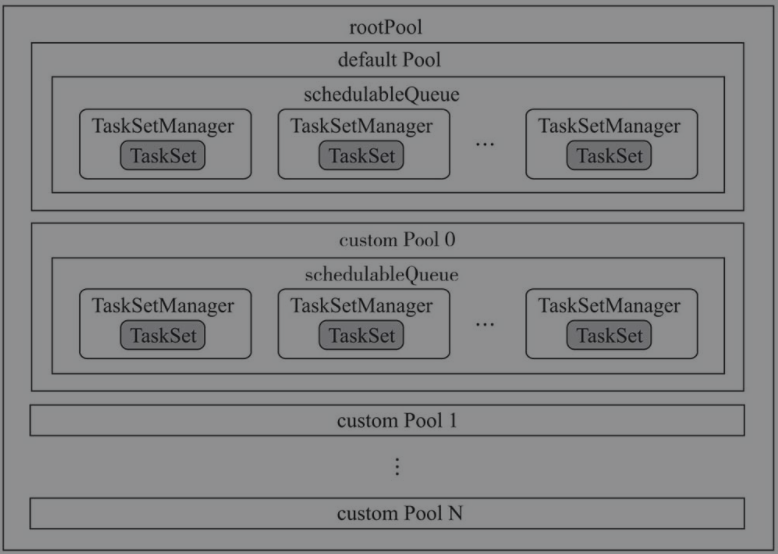 rootPool
default Pool
schedulableQueue
TaskSetManager TaskSetManager TaskSetManager
TaskSet TaskSet ... TaskSet
custom Pool 0
schedulableQueue
TaskSetManager TaskSetManager TaskSetManager
TaskSet TaskSet ... TaskSet
custom Pool 1
⋮
custom Pool N